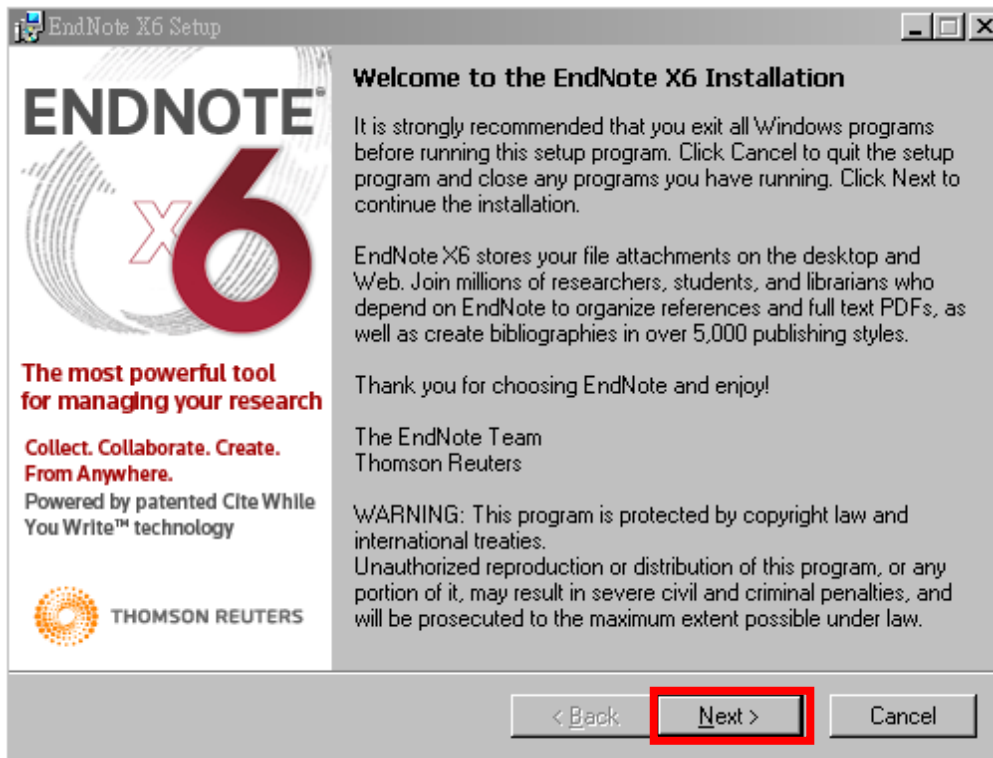 EndNote X6 Setup
ENDNOTE®
x6
The most powerful tool
for managing your research
Collect. Collaborate. Create.
From Anywhere.
Powered by patented Cite While
You Write™ technology
THOMSON REUTERS
Welcome to the EndNote X6 Installation
It is strongly recommended that you exit all Windows programs
before running this setup program. Click Cancel to quit the setup
program and close any programs you have running. Click Next to
continue the installation.
EndNote X6 stores your file attachments on the desktop and
Web. Join millions of researchers, students, and librarians who
depend on EndNote to organize references and full text PDFs, as
well as create bibliographies in over 5,000 publishing styles.
Thank you for choosing EndNote and enjoy!
The EndNote Team
Thomson Reuters
WARNING: This program is protected by copyright law and
international treaties.
Unauthorized reproduction or distribution of this program, or any
portion of it, may result in severe civil and criminal penalties, and
will be prosecuted to the maximum extent possible under law.
< Back
Next >
Cancel